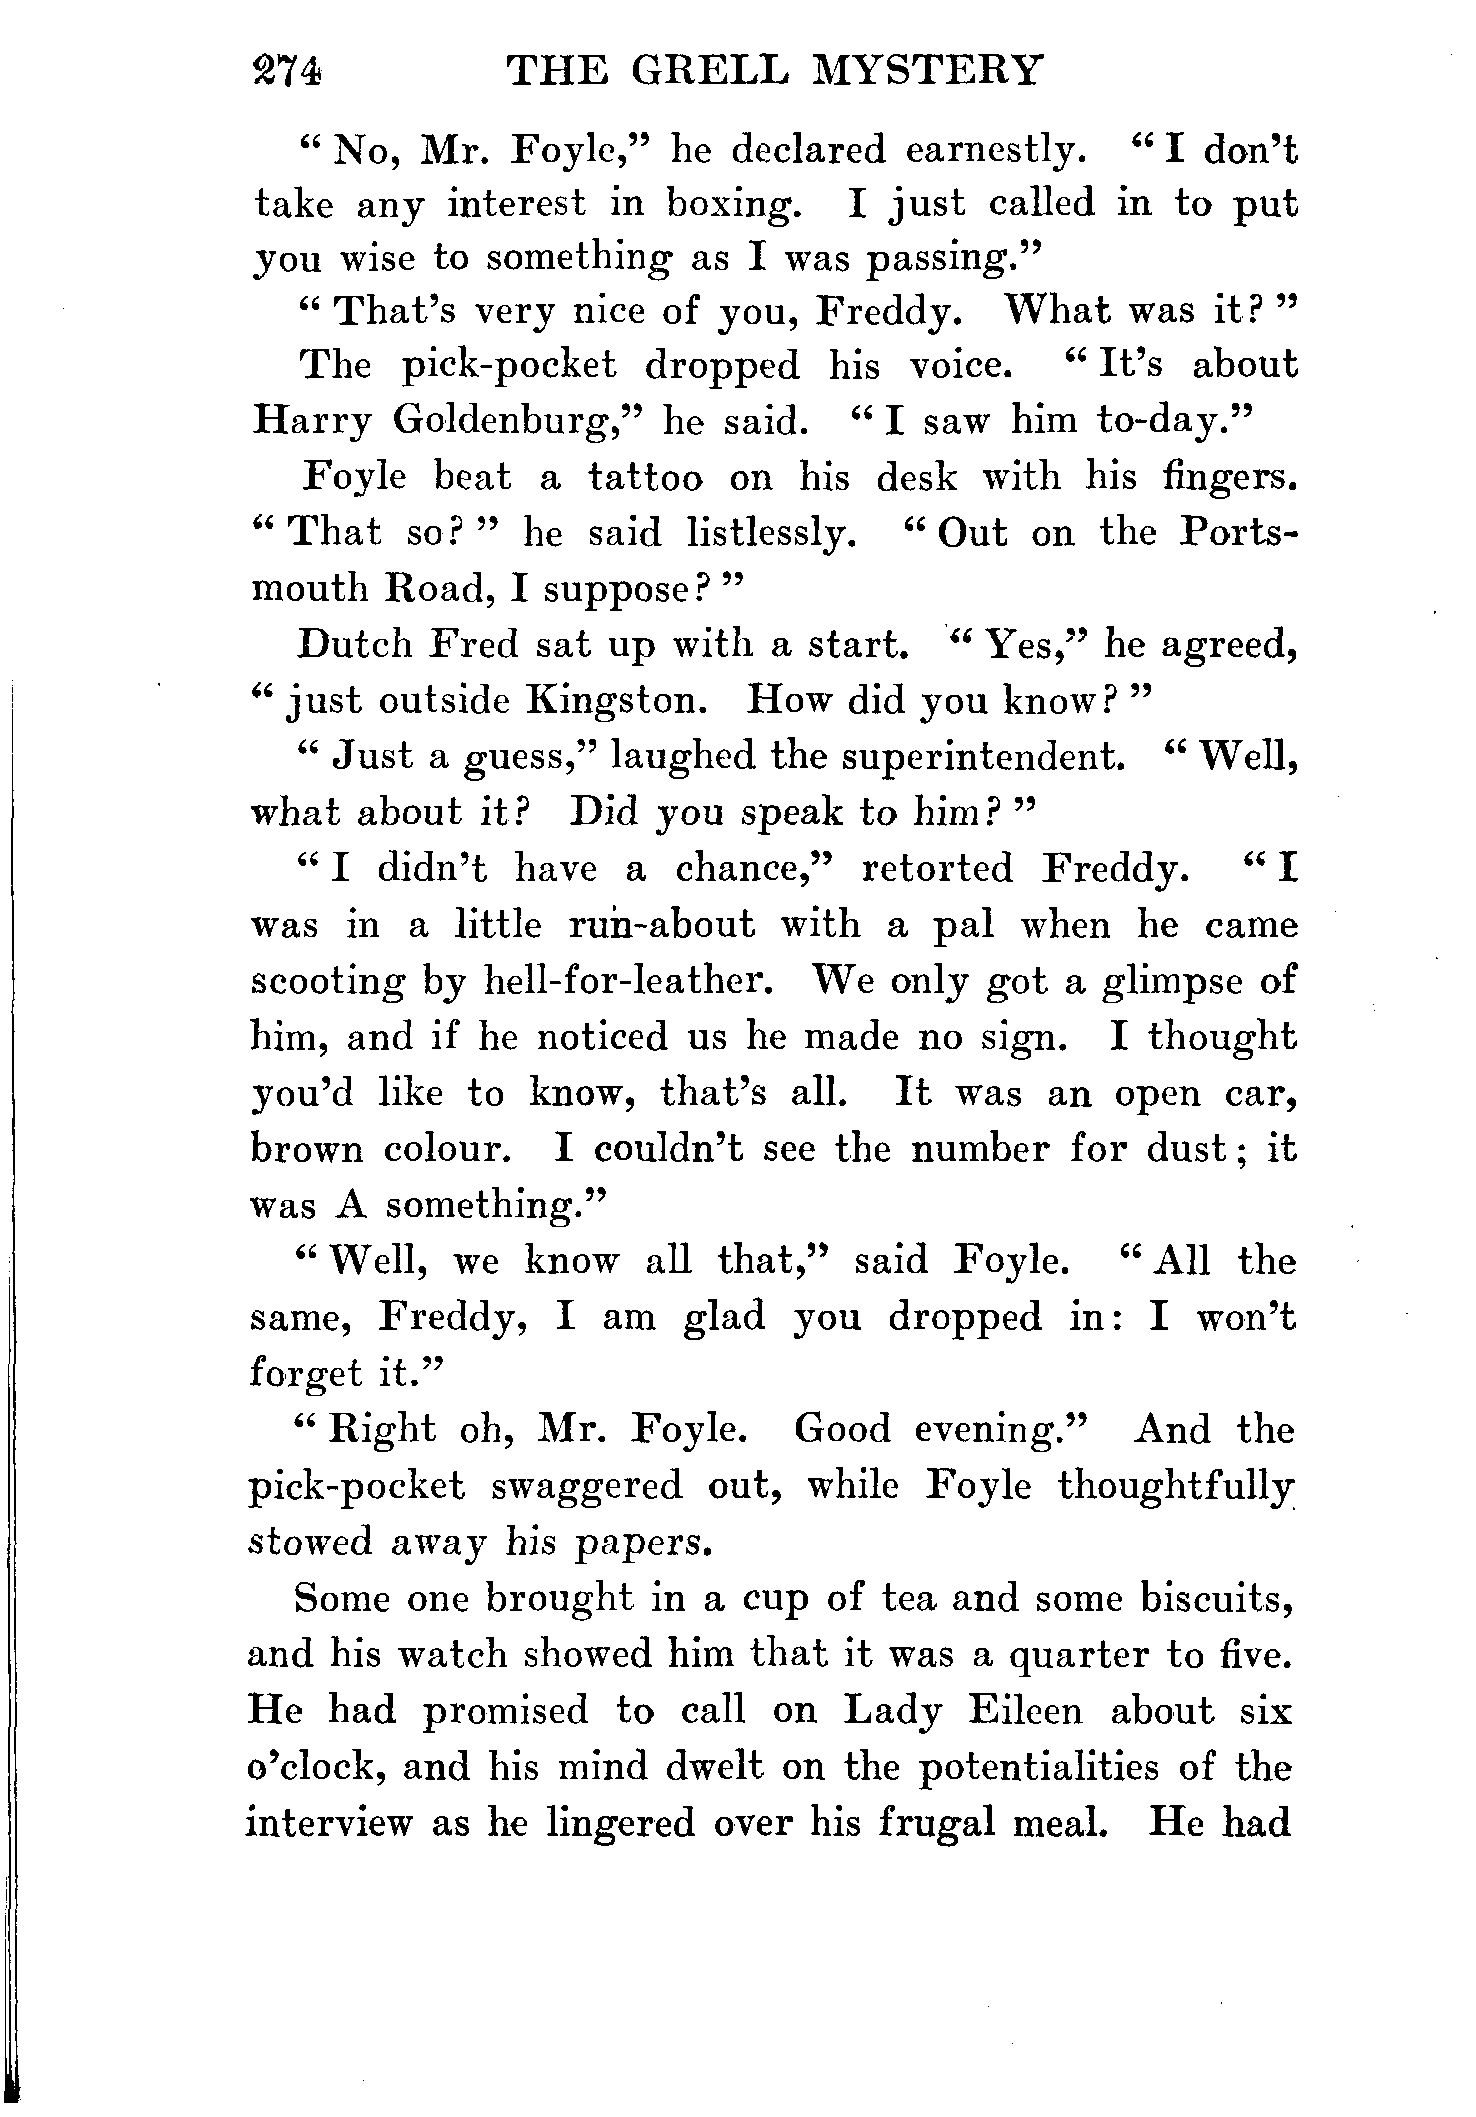 274 THE GRELL MYSTERY
“ No, Mr. Foyle,” he declared earnestly. “ I don’t
take any interest in boxing. I just called in to put
you wise to something as I was passing.”
“ That’s very nice of you, Freddy. What was it? ”
The pick-pocket dropped his voice. “ It’s about
Harry Goldenburg,” he said. “ I saw him to-day.”
Foyle beat a tattoo on his desk with his fingers.
“ That so? ” he said listlessly. “ Out on the Ports-
mouth Road, I suppose? ”
Dutch Fred sat up with a start. “ Yes,” he agreed,
“ just outside Kingston. How did you know? ”
“ Just a guess,” laughed the superintendent. “ Well,
what about it? Did you speak to him? ”
“ I didn’t have a chance,” retorted Freddy. “ I
was in a little run-about with a pal when he came
scooting by hell-for-leather. We only got a glimpse of
him, and if he noticed us he made no sign. I thought
you’d like to know, that’s all. It was an open car,
brown colour. I couldn’t see the number for dust ; it
was A something.”
“ Well, we know all that,” said Foyle. “ All the
same, Freddy, I am glad you dropped in: I won’t
forget it.”
“ Right oh, Mr. Foyle. Good evening.” And the
pick-pocket swaggered out, while Foyle thoughtfully
stowed away his papers.
Some one brought in a cup of tea and some biscuits,
and his watch showed him that it was a quarter to five.
He had promised to call on Lady Eileen about six
o’clock, and his mind dwelt on the potentialities of the
interview as he lingered over his frugal meal. He had